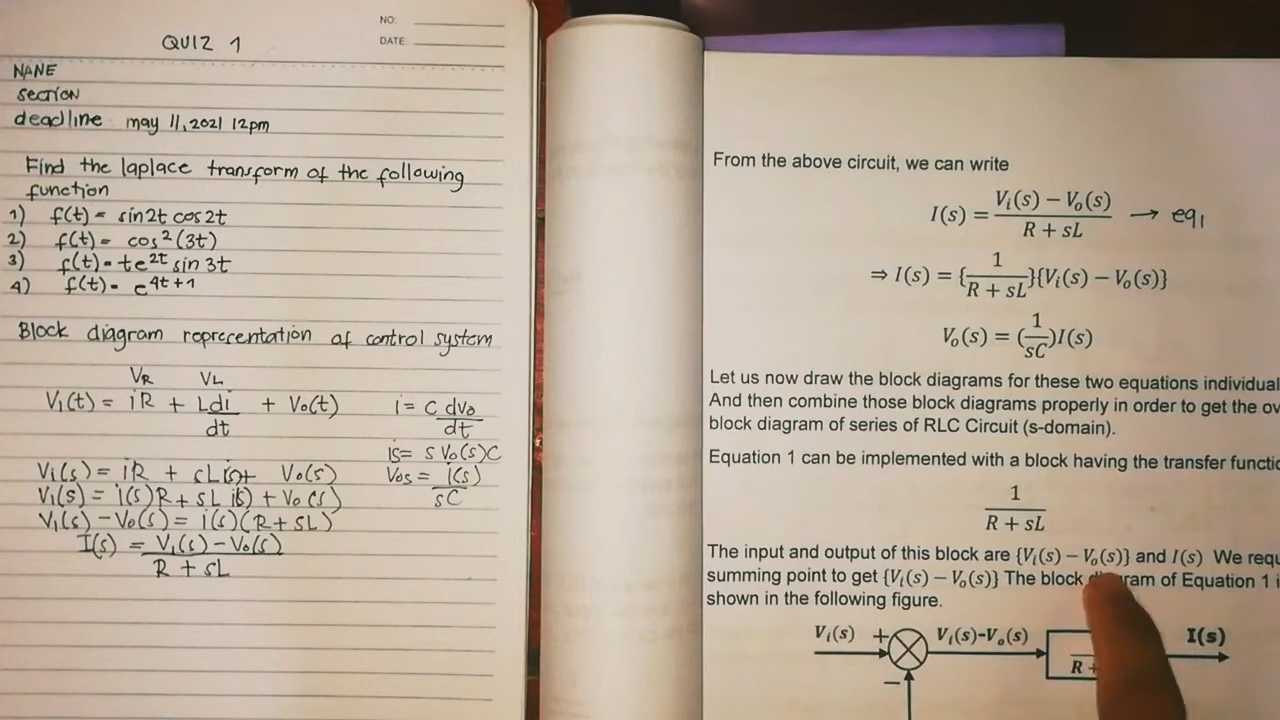 NO:
DATE
QUIZ 1
NANE
section
deadline may 11, 2021 12pm
Find the laplace transform of the following
function
1) f(t) = sin2t cos2t
2) f(t) = cos²(3t)
3) f(t) = te^2t sin 3t
4) f(t) = e^4t+1
Block diagram representation of control system
VR VL
V1(t) = iR + Ldi/dt + Vo(t)
i = C dvo/dt
is = s Vo(s)C
V1(s) = iR + sLi(s)+ Vo(s)
Vos = i(s)/sC
V1(s) = i(s)R + sL i(s) + Vo(s)
V1(s) - Vo(s) = i(s)(R + sL)
I(s) = V1(s) - Vo(s)/R + sL
From the above circuit, we can write
I(s) = Vi(s) − Vo(s)/R + sL → eq1
⇒ I(s) = {1/R + sL}{Vi(s) − Vo(s)}
Vo(s) = (1/sC)I(s)
Let us now draw the block diagrams for these two equations individual
And then combine those block diagrams properly in order to get the ov
block diagram of series of RLC Circuit (s-domain).
Equation 1 can be implemented with a block having the transfer functio
1/R + sL
The input and output of this block are {Vi(s) − Vo(s)} and I(s) We requ
summing point to get {Vi(s) − Vo(s)} The block diagram of Equation 1 i
shown in the following figure.
Vi(s) + Vi(s)-Vo(s) I(s)
R +
−